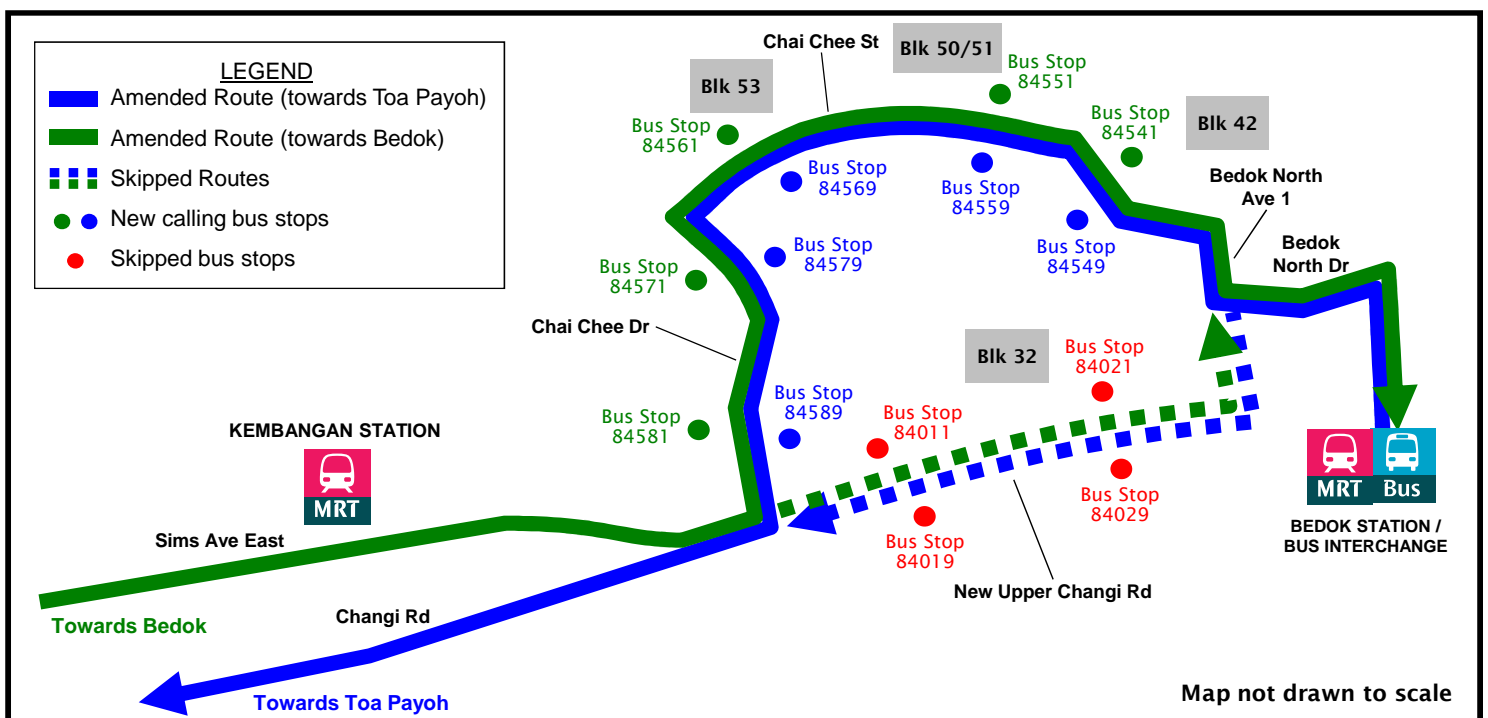 LEGEND
Amended Route (towards Toa Payoh)
Amended Route (towards Bedok)
Skipped Routes
New calling bus stops
Skipped bus stops
Chai Chee St
Blk 50/51
Bus Stop
84551
Blk 53
Bus Stop
84561
Bus Stop
84541
Blk 42
Bus Stop
84569
Bus Stop
84559
Bedok North
Ave 1
Bus Stop
84549
Bedok
North Dr
Bus Stop
84579
Bus Stop
84571
Chai Chee Dr
Blk 32
Bus Stop
84021
Bus Stop
84589
Bus Stop
84581
Bus Stop
84011
KEMBANGAN STATION
MRT
Bus Stop
84029
MRT
Bus
BEDOK STATION /
BUS INTERCHANGE
Sims Ave East
Bus Stop
84019
New Upper Changi Rd
Changi Rd
Towards Bedok
Towards Toa Payoh
Map not drawn to scale